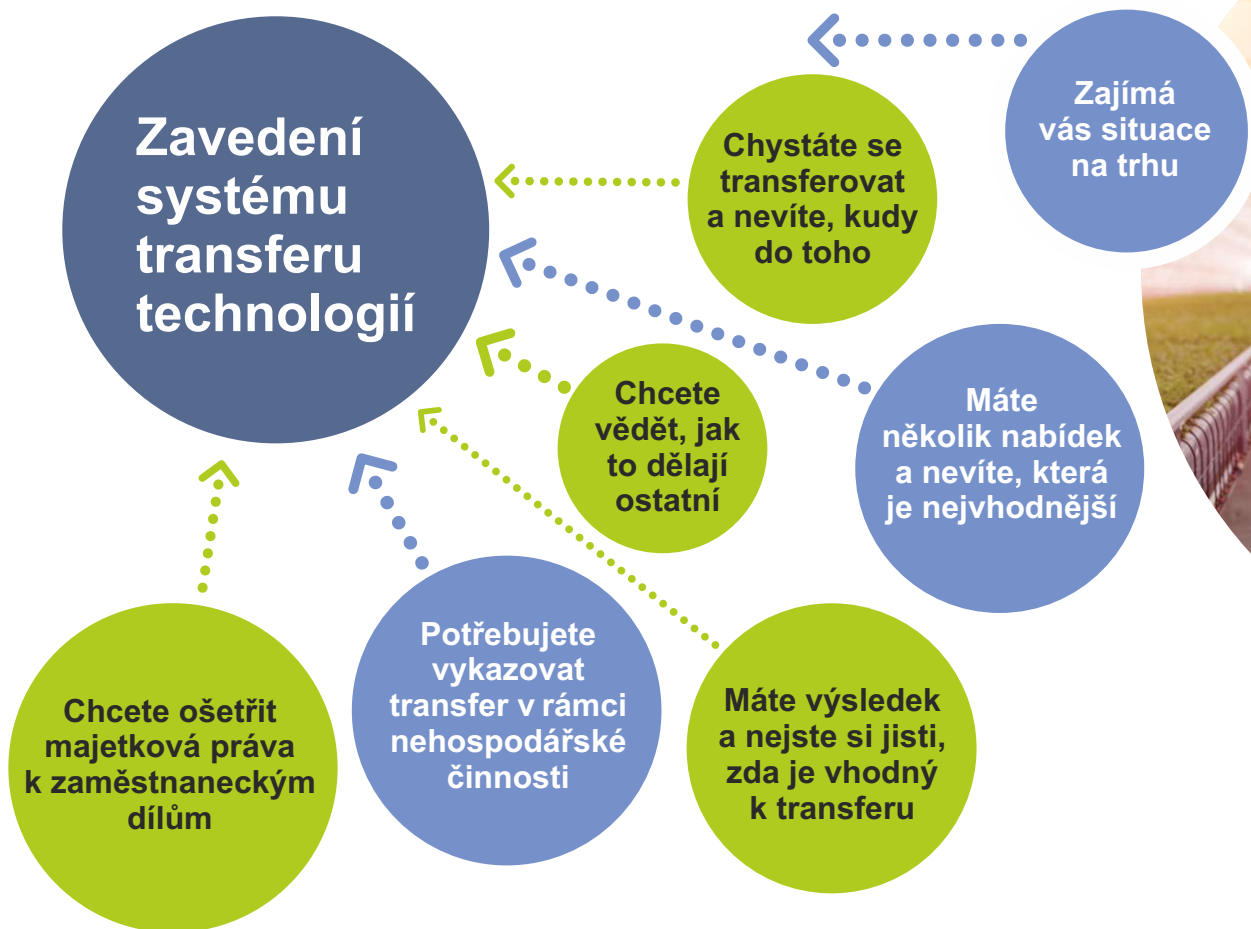 Zavedení
systému
transferu
technologií
Zajímá
vás situace
na trhu
Chystáte se
transferovat
a nevíte, kudy
do toho
Máte
několik nabídek
a nevíte, která
je nejvhodnější
Chcete
vědět, jak
to dělají
ostatní
Potřebujete
vykazovat
transfer v rámci
nehospodářské
činnosti
Máte výsledek
a nejste si jisti,
zda je vhodný
k transferu
Chcete ošetřit
majetková práva
k zaměstnaneckým
dílům